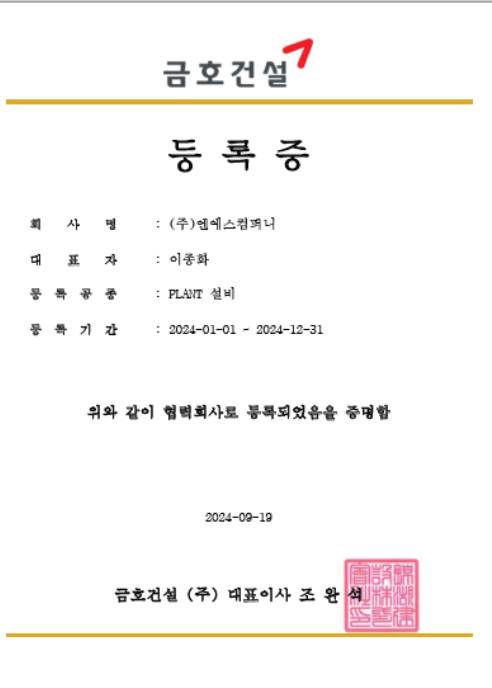 금호건설
등 록 증
회 사 명 : (주)엔에스컴퍼니
대 표 자 : 이종화
등 록 공 종 : PLANT 설비
등 록 기 간 : 2024-01-01 ~ 2024-12-31
위와 같이 협력회사로 등록되었음을 증명함
2024-09-19
금호건설 (주) 대표이사 조 완 석